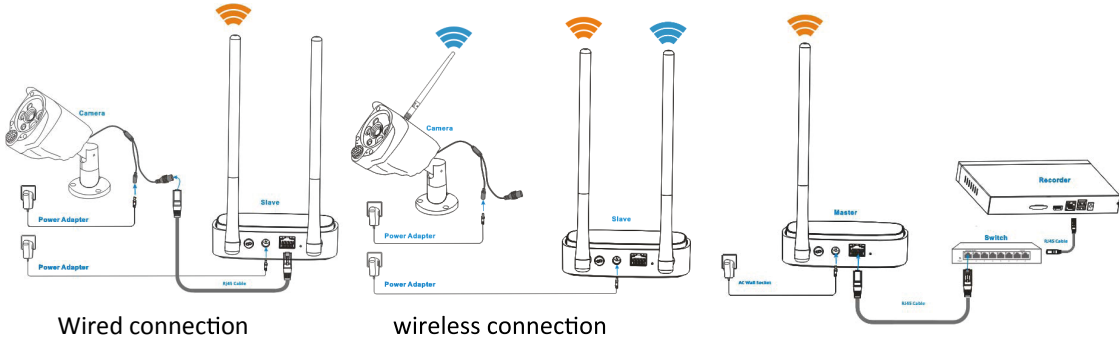 Camera
Slave
Power Adapter
Power Adapter
RJ45 Cable
Wired connection
Camera
Slave
Power Adapter
Power Adapter
wireless connection
Master
AC Wall Socket
RJ45 Cable
Recorder
Switch
RJ45 Cable